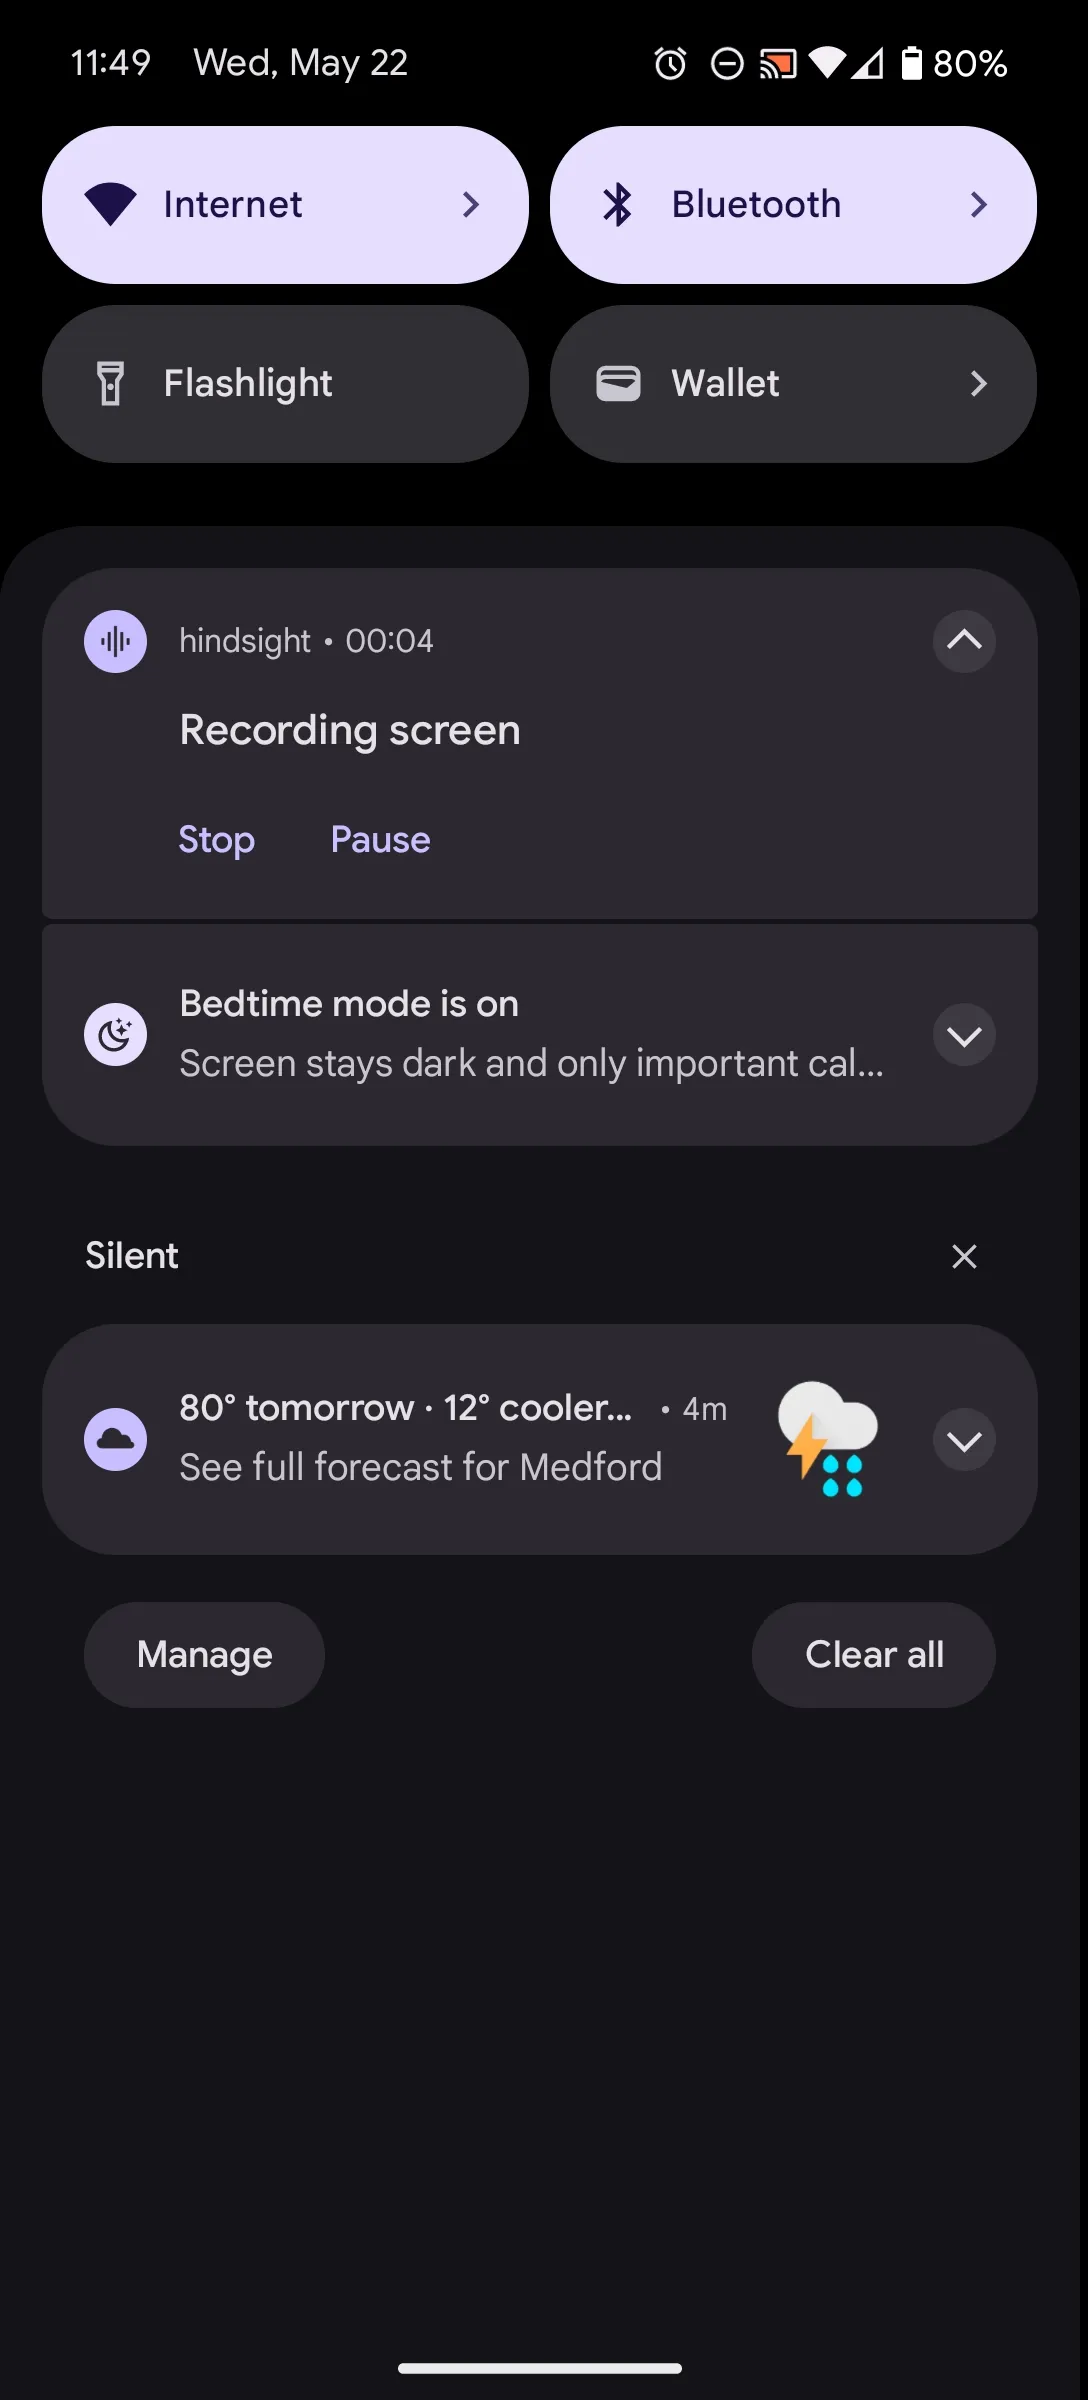 11:49 Wed, May 22 80%
Internet Bluetooth
Flashlight Wallet
hindsight • 00:04
Recording screen
Stop Pause
Bedtime mode is on
Screen stays dark and only important cal...
Silent
80° tomorrow · 12° cooler... • 4m
See full forecast for Medford
Manage Clear all